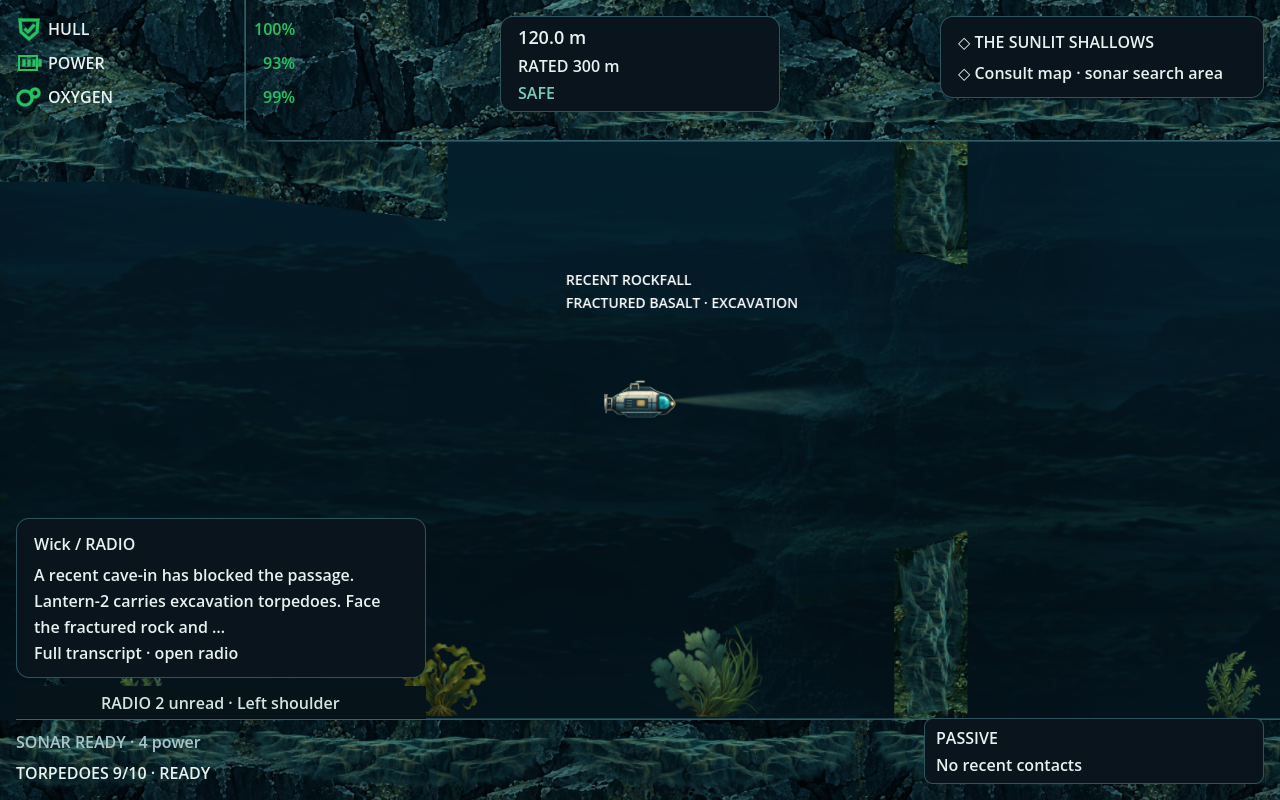 HULL 100%
POWER 93%
OXYGEN 99%
120.0 m
RATED 300 m
SAFE
◇ THE SUNLIT SHALLOWS
◇ Consult map · sonar search area
RECENT ROCKFALL
FRACTURED BASALT · EXCAVATION
Wick / RADIO
A recent cave-in has blocked the passage.
Lantern-2 carries excavation torpedoes. Face
the fractured rock and ...
Full transcript · open radio
RADIO 2 unread · Left shoulder
SONAR READY · 4 power
TORPEDOES 9/10 · READY
PASSIVE
No recent contacts